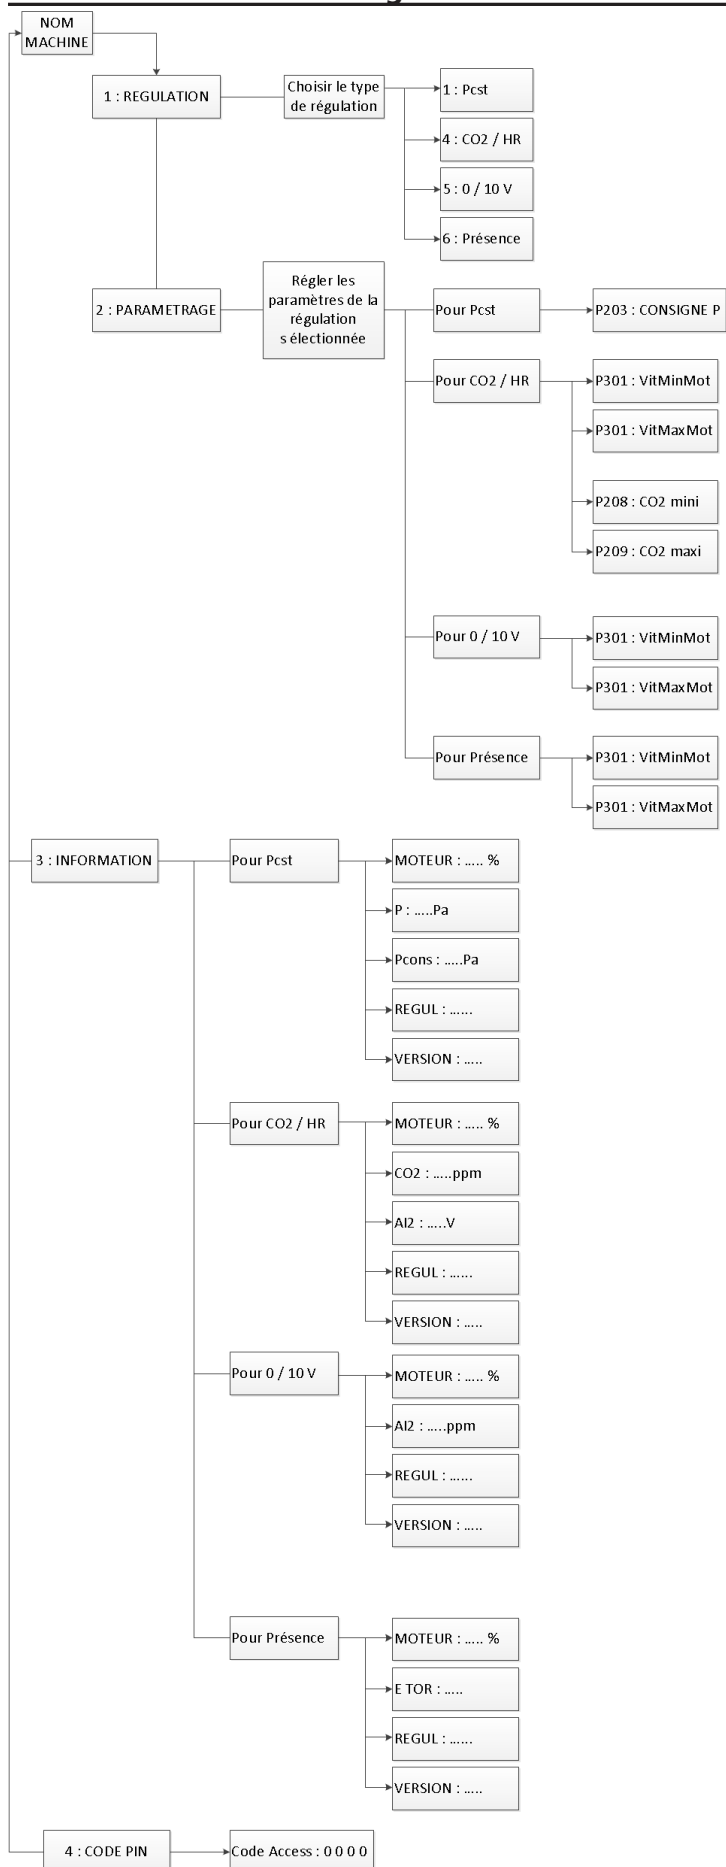 NOM
MACHINE
1 : REGULATION
Choisir le type
de régulation
1 : Pcst
4 : CO2 / HR
5 : 0 / 10 V
6 : Présence
2 : PARAMETRAGE
Régler les
paramètres de la
régulation
s électionnée
Pour Pcst
P203 : CONSIGNE P
Pour CO2 / HR
P301 : VitMinMot
P301 : VitMaxMot
P208 : CO2 mini
P209 : CO2 maxi
Pour 0 / 10 V
P301 : VitMinMot
P301 : VitMaxMot
Pour Présence
P301 : VitMinMot
P301 : VitMaxMot
3 : INFORMATION
Pour Pcst
MOTEUR : ..... %
P : .....Pa
Pcons : .....Pa
REGUL : ......
VERSION : .....
Pour CO2 / HR
MOTEUR : ..... %
CO2 : .....ppm
AI2 : .....V
REGUL : ......
VERSION : .....
Pour 0 / 10 V
MOTEUR : ..... %
AI2 : .....ppm
REGUL : ......
VERSION : .....
Pour Présence
MOTEUR : ..... %
E TOR : .....
REGUL : ......
VERSION : .....
4 : CODE PIN
Code Access : 0 0 0 0